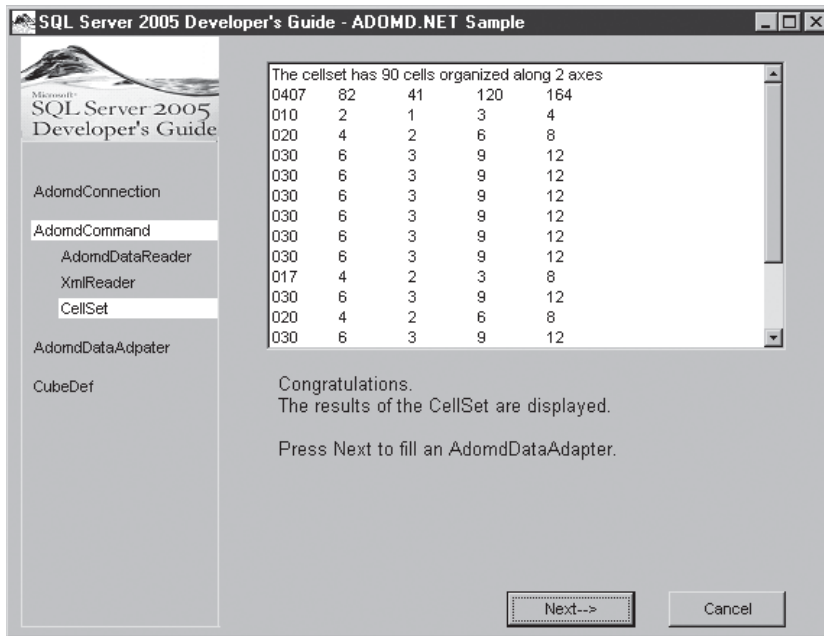 SQL Server 2005 Developer's Guide - ADOMD.NET Sample
Microsoft
SQL Server 2005
Developer's Guide
AdomdConnection
AdomdCommand
AdomdDataReader
XmlReader
CellSet
AdomdDataAdpater
CubeDef
The cellset has 90 cells organized along 2 axes
0407 82 41 120 164
010 2 1 3 4
020 4 2 6 8
030 6 3 9 12
030 6 3 9 12
030 6 3 9 12
030 6 3 9 12
030 6 3 9 12
030 6 3 9 12
017 4 2 3 8
030 6 3 9 12
020 4 2 6 8
030 6 3 9 12
Congratulations.
The results of the CellSet are displayed.
Press Next to fill an AdomdDataAdapter.
Next-->
Cancel